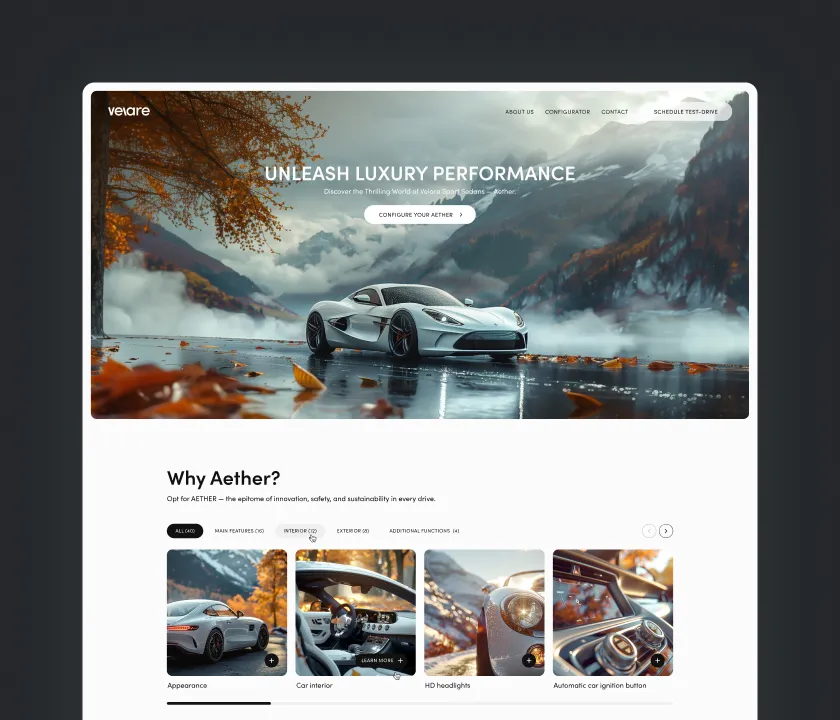 velare
ABOUT US CONFIGURATOR CONTACT SCHEDULE TEST-DRIVE
UNLEASH LUXURY PERFORMANCE
Discover the Thrilling World of Velora Sport Sedans — Aether.
CONFIGURE YOUR AETHER
Why Aether?
Opt for AETHER — the epitome of innovation, safety, and sustainability in every drive.
ALL (40) MAIN FEATURES (16) INTERIOR (12) EXTERIOR (8) ADDITIONAL FUNCTIONS (4)
LEARN MORE
Appearance Car interior HD headlights Automatic car ignition button